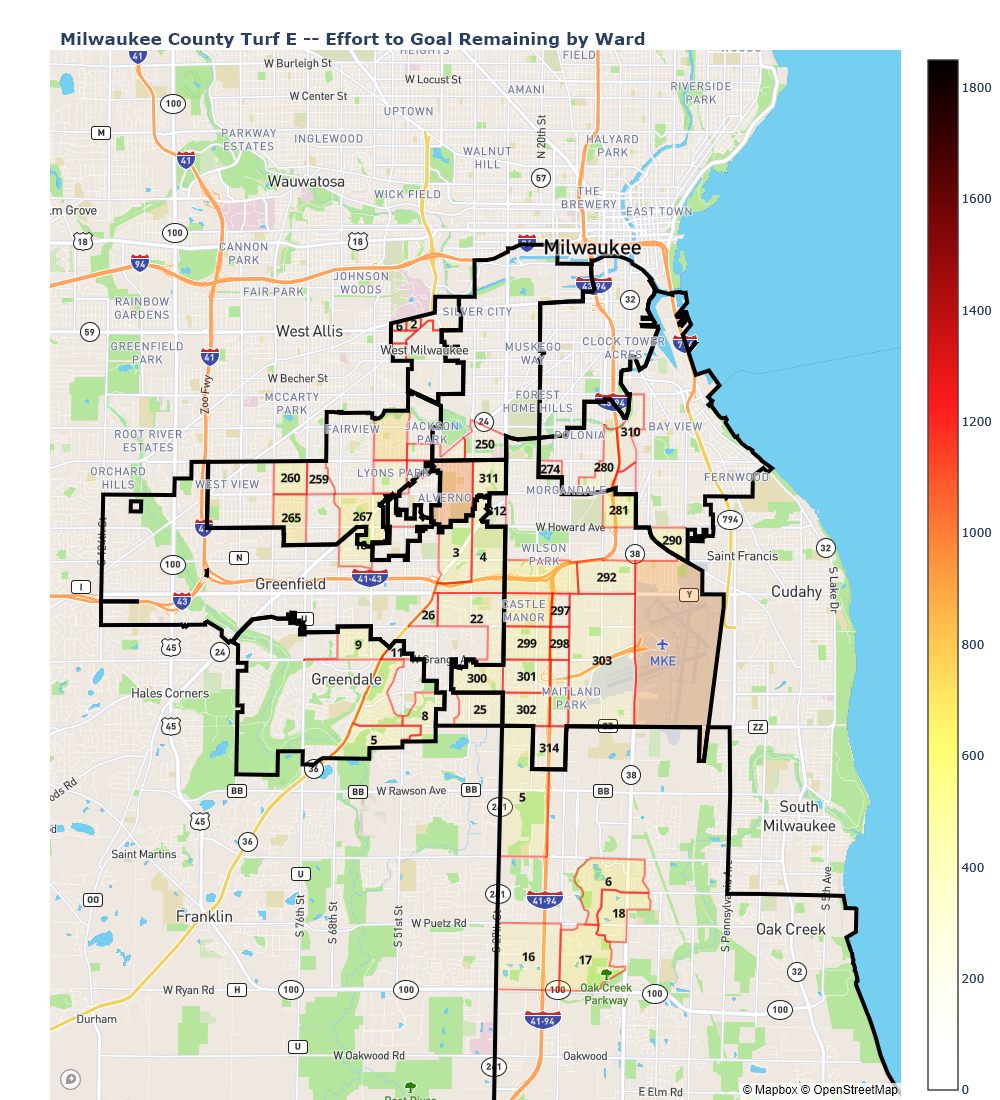 Milwaukee County Turf E -- Effort to Goal Remaining by Ward
41
W Burleigh St
HEIGHTS
FIELD
W Locust St
W Center St
AMANI
RIVERSIDE
PARK
100
UPTOWN
M
PARKWAY
ESTATES
INGLEWOOD
N 20th St
HALYARD
PARK
41
WALNUT
HILL
Wauwatosa
57
WICK FIELD
THE
BREWERY
EAST TOWN
lm Grove
100
18
18
CANNON
PARK
Milwaukee
94
JOHNSON
WOODS
FAIR PARK
43-94
RAINBOW
GARDENS
32
SILVER CITY
59
West Allis
6
2
GREENFIELD
PARK
41
West Milwaukee
MUSKEGO
WAY
CLOCK TOWER
ACRES
W Becher St
Zoo Fwy
MCCARTY
PARK
FOREST
HOME HILLS
24
FAIRVIEW
JACKSON
PARK
250
POLONIA
310
BAY VIEW
ROOT RIVER
ESTATES
ORCHARD
HILLS
WEST VIEW
260
259
LYONS PARK
311
274
280
FERNWOOD
ALVERNO
MORGANDALE
265
267
312
281
794
W Howard Ave
290
32
100
N
3
4
WILSON
PARK
38
Saint Francis
I
Greenfield
41-43
292
Cudahy
S Lake Dr
43
Y
U
26
22
CASTLE
MANOR
297
45
24
9
11
W Grange Av
299
298
303
MKE
Greendale
300
301
Hales Corners
25
302
MAITLAND
PARK
45
8
5
314
ZZ
ZZ
36
38
BB
BB
W Rawson Ave
BB
BB
5
241
South
Milwaukee
45
36
Saint Martins
U
6
OO
241
41-94
S 5th Ave
18
Franklin
S 76th St
S 68th St
S 51st St
W Puetz Rd
S 27th St
S Pennsylvania Ave
Oak Creek
16
17
32
W Ryan Rd
H
100
100
100
Oak Creek
Parkway
100
100
Durham
41-94
U
W Oakwood Rd
241
Oakwood
E Elm Rd
© Mapbox © OpenStreetMap
1800
1600
1400
1200
1000
800
600
400
200
0